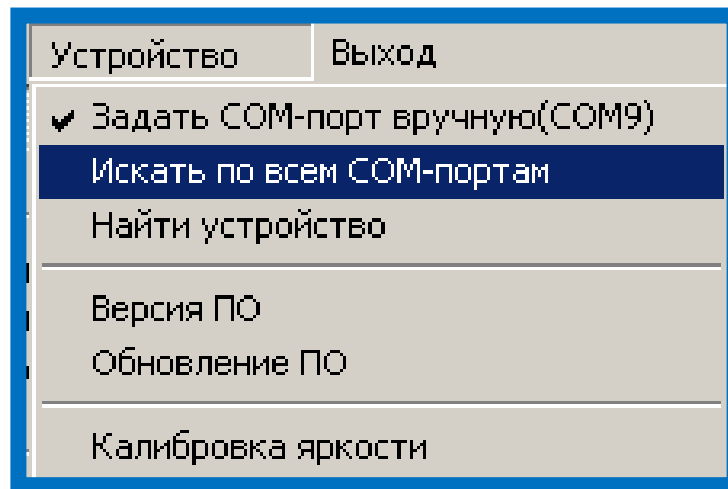 Устройство Выход
Задать COM-порт вручную(COM9)
Искать по всем COM-портам
Найти устройство
Версия ПО
Обновление ПО
Калибровка яркости